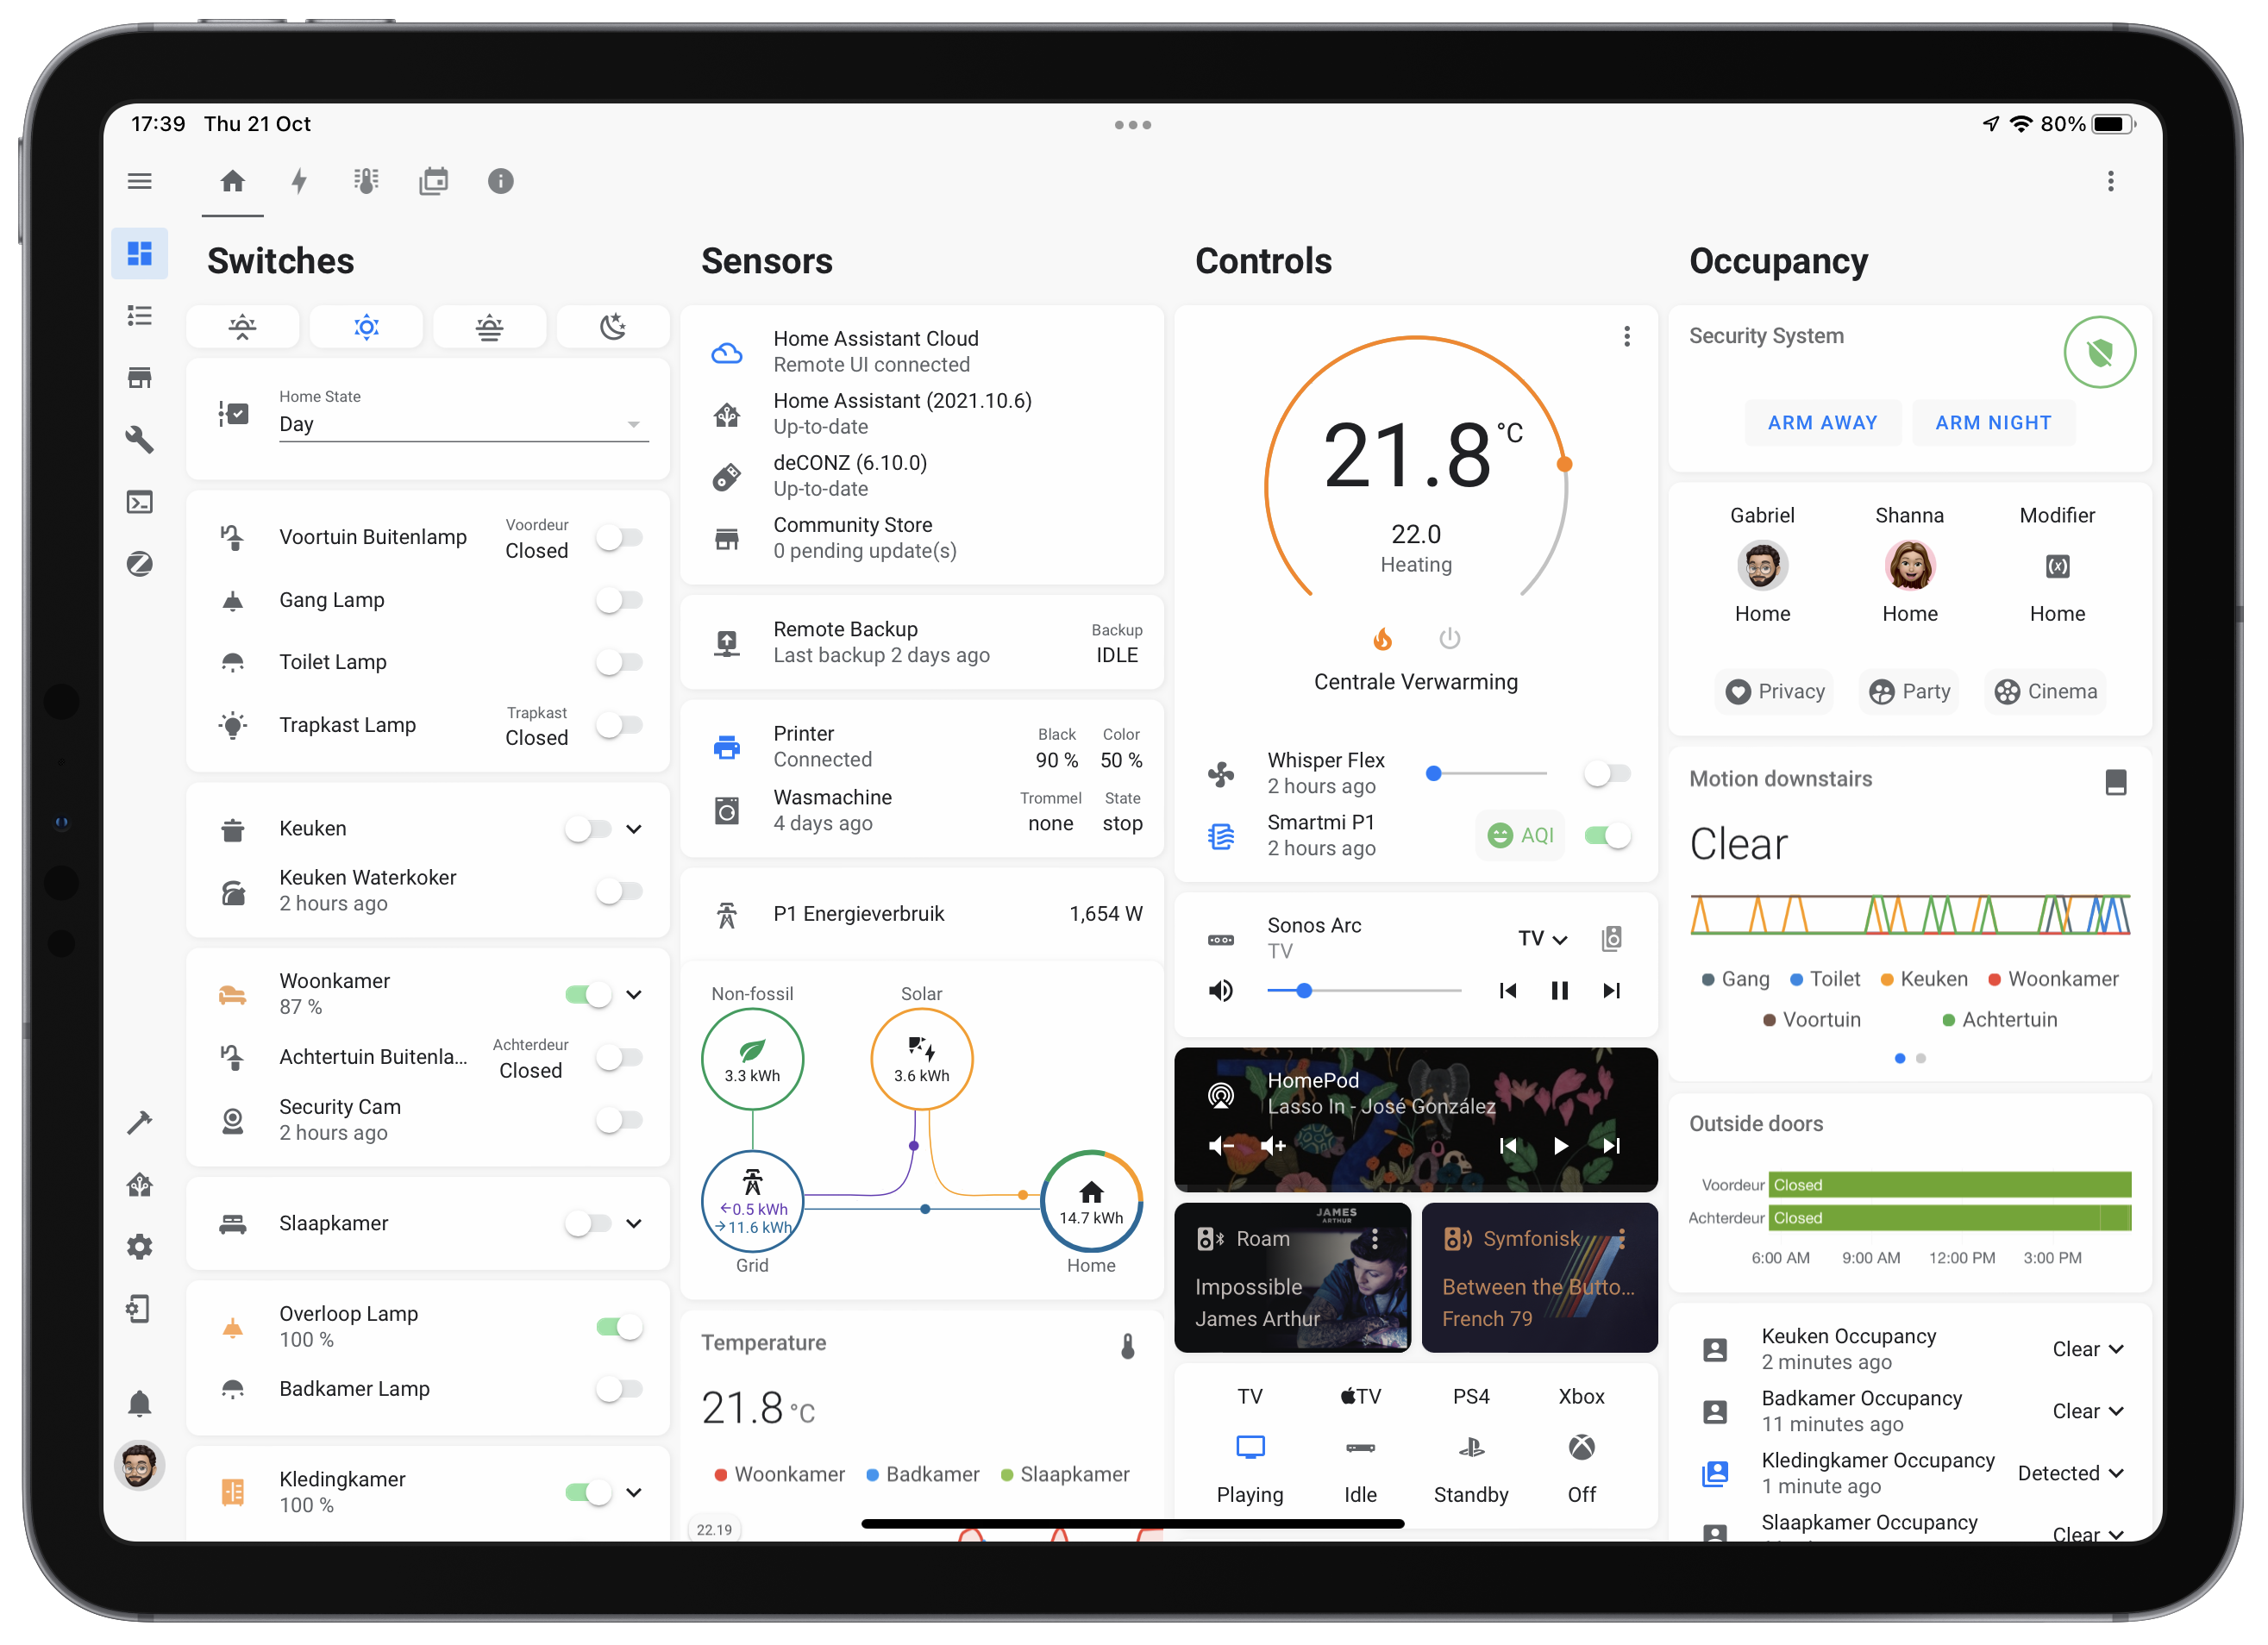 17:39 Thu 21 Oct
80%
Switches
Home State
Day
Voortuin Buitenlamp
Voordeur
Closed
Gang Lamp
Toilet Lamp
Trapkast Lamp
Trapkast
Closed
Keuken
Keuken Waterkoker
2 hours ago
Woonkamer
87 %
Achtertuin Buitenla...
Achterdeur
Closed
Security Cam
2 hours ago
Slaapkamer
Overloop Lamp
100 %
Badkamer Lamp
Kledingkamer
100 %
Sensors
Home Assistant Cloud
Remote UI connected
Home Assistant (2021.10.6)
Up-to-date
deCONZ (6.10.0)
Up-to-date
Community Store
0 pending update(s)
Remote Backup
Last backup 2 days ago
Backup
IDLE
Printer
Connected
Black Color
90 % 50 %
Wasmachine
4 days ago
Trommel State
none stop
P1 Energieverbruik 1,654 W
Non-fossil Solar
3.3 kWh 3.6 kWh
←0.5 kWh
→11.6 kWh
14.7 kWh
Grid Home
Temperature
21.8 °C
Woonkamer Badkamer Slaapkamer
22.19
Controls
21.8 °C
22.0
Heating
Centrale Verwarming
Whisper Flex
2 hours ago
Smartmi P1
2 hours ago
AQI
Sonos Arc
TV
TV
HomePod
Lasso In - José González
JAMES
ARTHUR
Roam
Impossible
James Arthur
Symfonisk
Between the Butto...
French 79
TV TV PS4 Xbox
Playing Idle Standby Off
Occupancy
Security System
ARM AWAY ARM NIGHT
Gabriel Shanna Modifier
(x)
Home Home Home
Privacy Party Cinema
Motion downstairs
Clear
Gang Toilet Keuken Woonkamer
Voortuin Achtertuin
Outside doors
Voordeur Closed
Achterdeur Closed
6:00 AM 9:00 AM 12:00 PM 3:00 PM
Keuken Occupancy
2 minutes ago
Clear
Badkamer Occupancy
11 minutes ago
Clear
Kledingkamer Occupancy
1 minute ago
Detected
Slaapkamer Occupancy
Clear